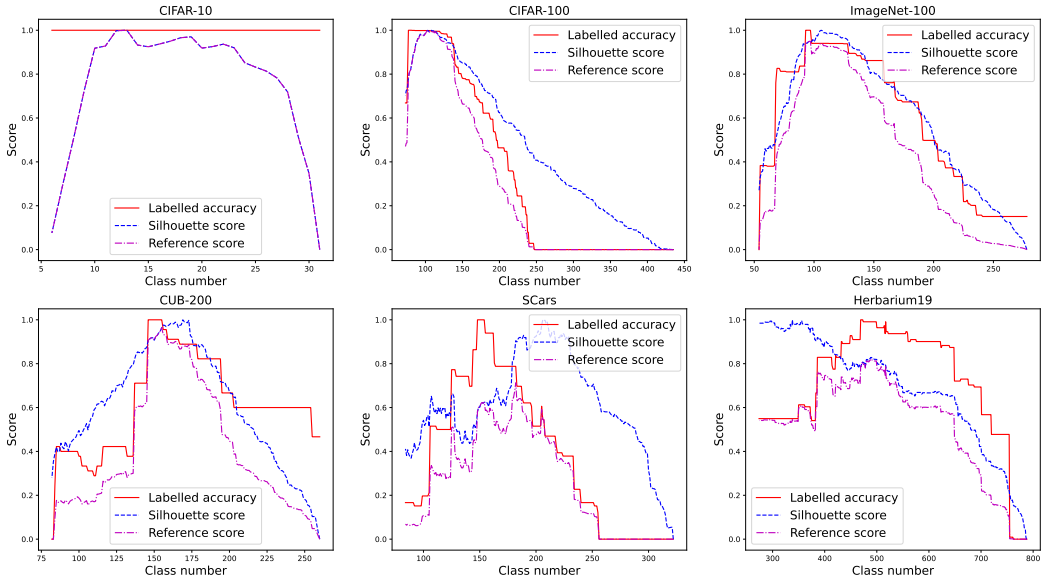 CIFAR-10
Score
1.0
0.8
0.6
0.4
0.2
0.0
Labelled accuracy
Silhouette score
Reference score
5 10 15 20 25 30
Class number
CIFAR-100
Score
1.0
0.8
0.6
0.4
0.2
0.0
Labelled accuracy
Silhouette score
Reference score
100 150 200 250 300 350 400 450
Class number
ImageNet-100
Score
1.0
0.8
0.6
0.4
0.2
0.0
Labelled accuracy
Silhouette score
Reference score
50 100 150 200 250
Class number
CUB-200
Score
1.0
0.8
0.6
0.4
0.2
0.0
Labelled accuracy
Silhouette score
Reference score
75 100 125 150 175 200 225 250
Class number
SCars
Score
1.0
0.8
0.6
0.4
0.2
0.0
Labelled accuracy
Silhouette score
Reference score
100 150 200 250 300
Class number
Herbarium19
Score
1.0
0.8
0.6
0.4
0.2
0.0
Labelled accuracy
Silhouette score
Reference score
300 400 500 600 700 800
Class number